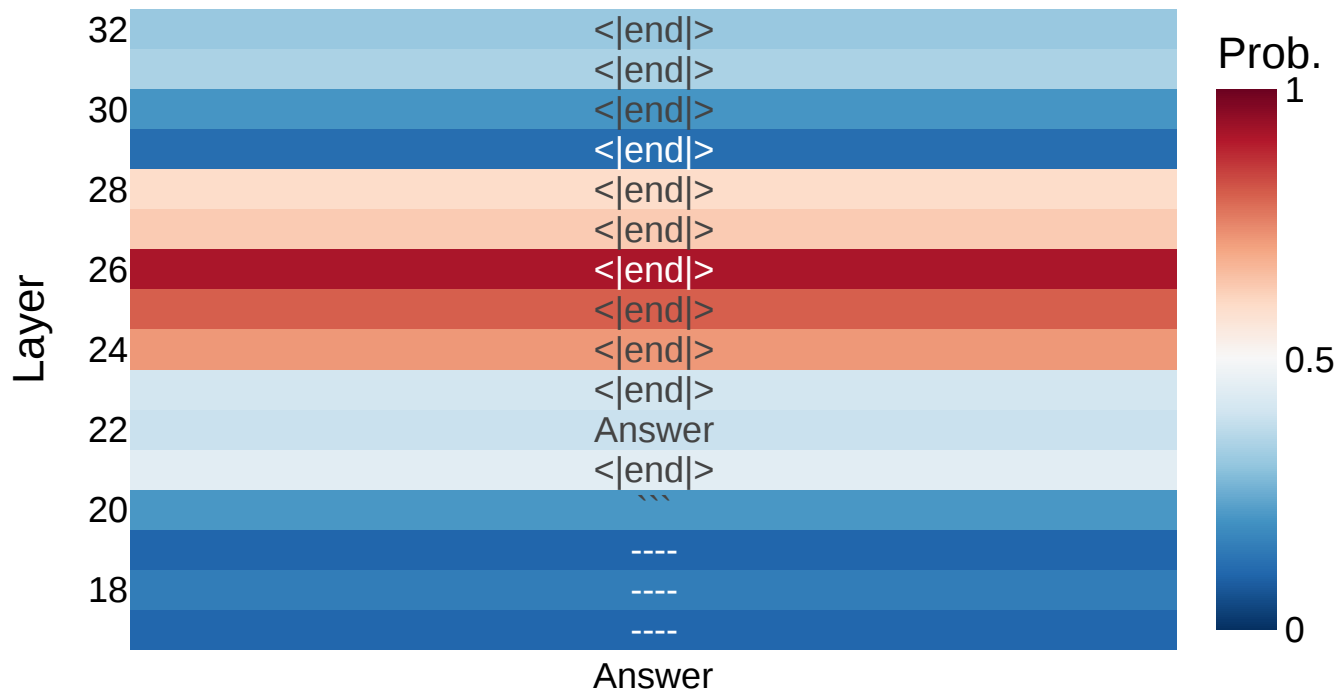 32
<|end|>
<|end|>
30
<|end|>
<|end|>
28
<|end|>
<|end|>
26
<|end|>
<|end|>
24
<|end|>
<|end|>
22
Answer
<|end|>
20
```
----
18
----
----
Layer
Answer
Prob.
1
0.5
0